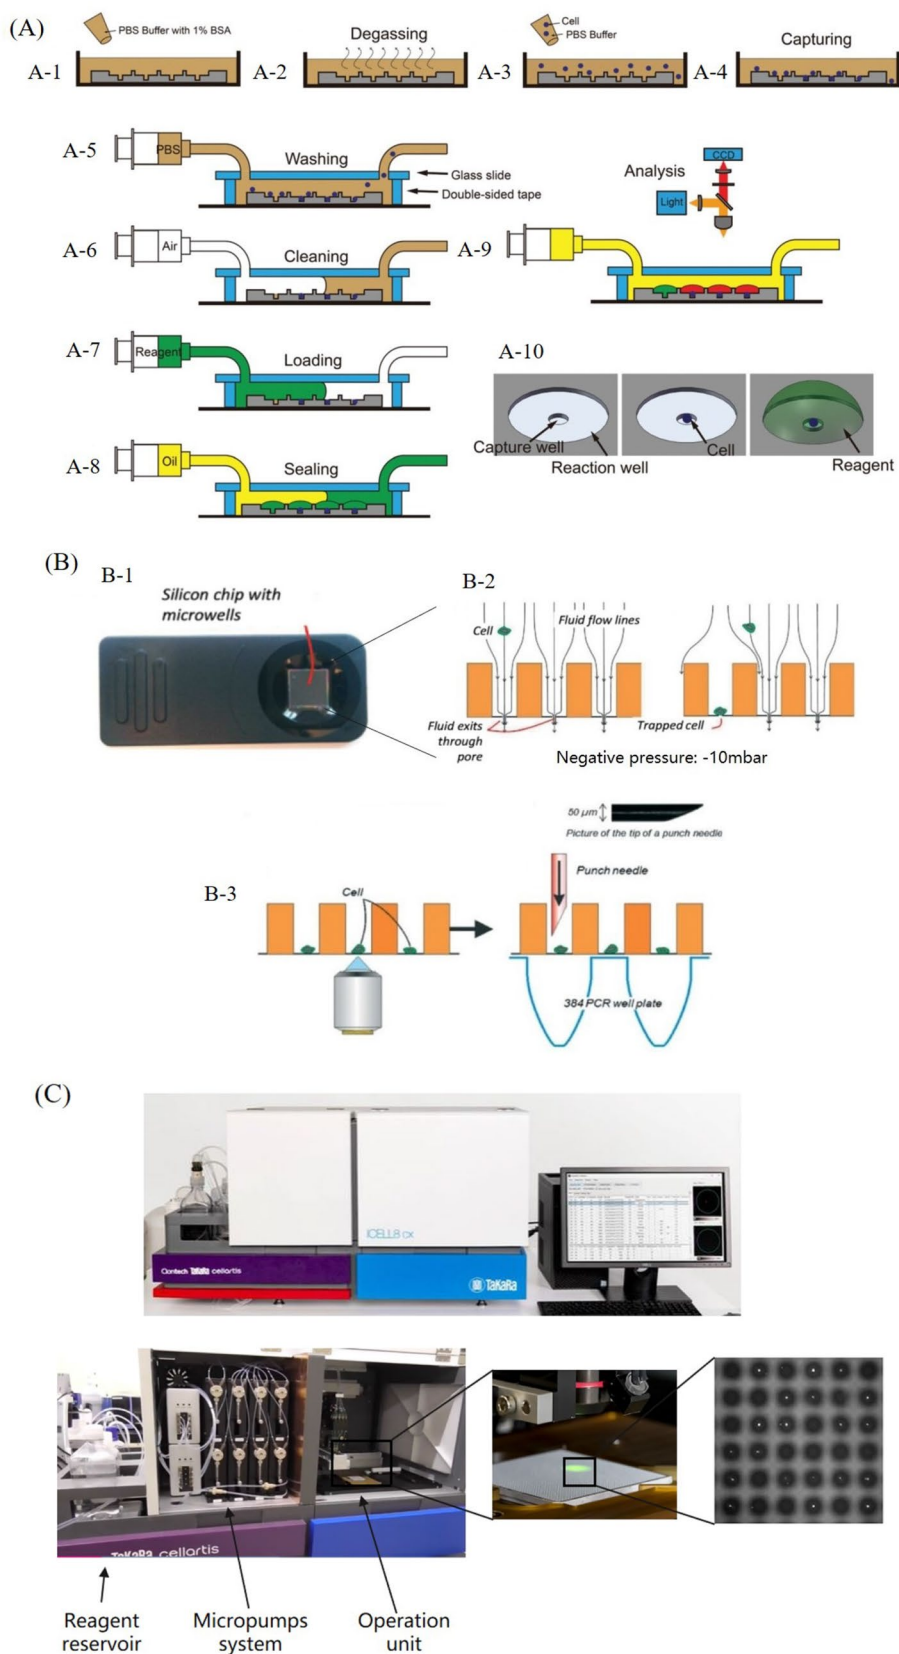 (A)
PBS Buffer with 1% BSA
A-1
Degassing
A-2
Cell
PBS Buffer
A-3
Capturing
A-4
A-5
PBS
Washing
Glass slide
Double-sided tape
A-6
Air
Cleaning
A-7
Reagent
Loading
A-8
Oil
Sealing
CCD
Analysis
Light
A-9
A-10
Capture well
Reaction well
Cell
Reagent
(B)
B-1
Silicon chip with
microwells
B-2
Cell
Fluid flow lines
Fluid exits
through
pore
Trapped cell
Negative pressure: -10mbar
50 µm
Picture of the tip of a punch needle
B-3
Cell
Punch needle
384 PCR well plate
(C)
ICELL8 cx
Clontech TaKaRa cellartis
TaKaRa
TaKaRa cellartis
Reagent
reservoir
Micropumps
system
Operation
unit